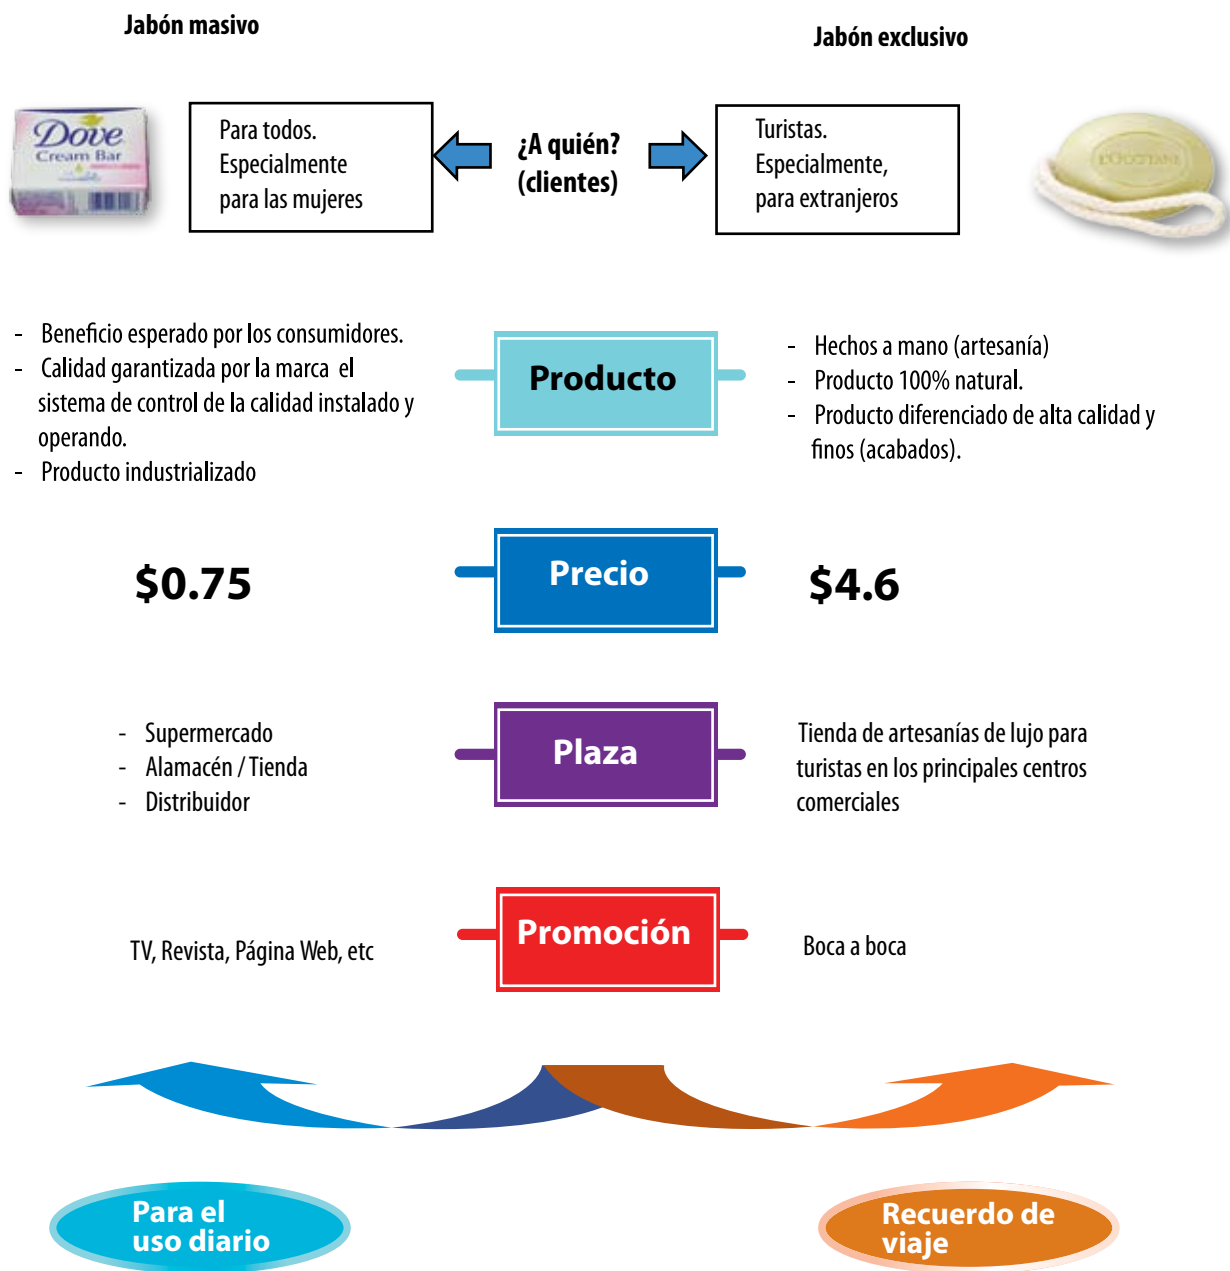 Jabón masivo
Jabón exclusivo
Dove
Cream Bar
Para todos.
Especialmente
para las mujeres
¿A quién?
(clientes)
Turistas.
Especialmente,
para extranjeros
L'OCCITANE
- Beneficio esperado por los consumidores.
- Calidad garantizada por la marca el
sistema de control de la calidad instalado y
operando.
- Producto industrializado
Producto
- Hechos a mano (artesanía)
- Producto 100% natural.
- Producto diferenciado de alta calidad y
finos (acabados).
$0.75
Precio
$4.6
- Supermercado
- Alamacén / Tienda
- Distribuidor
Plaza
Tienda de artesanías de lujo para
turistas en los principales centros
comerciales
TV, Revista, Página Web, etc
Promoción
Boca a boca
Para el
uso diario
Recuerdo de
viaje